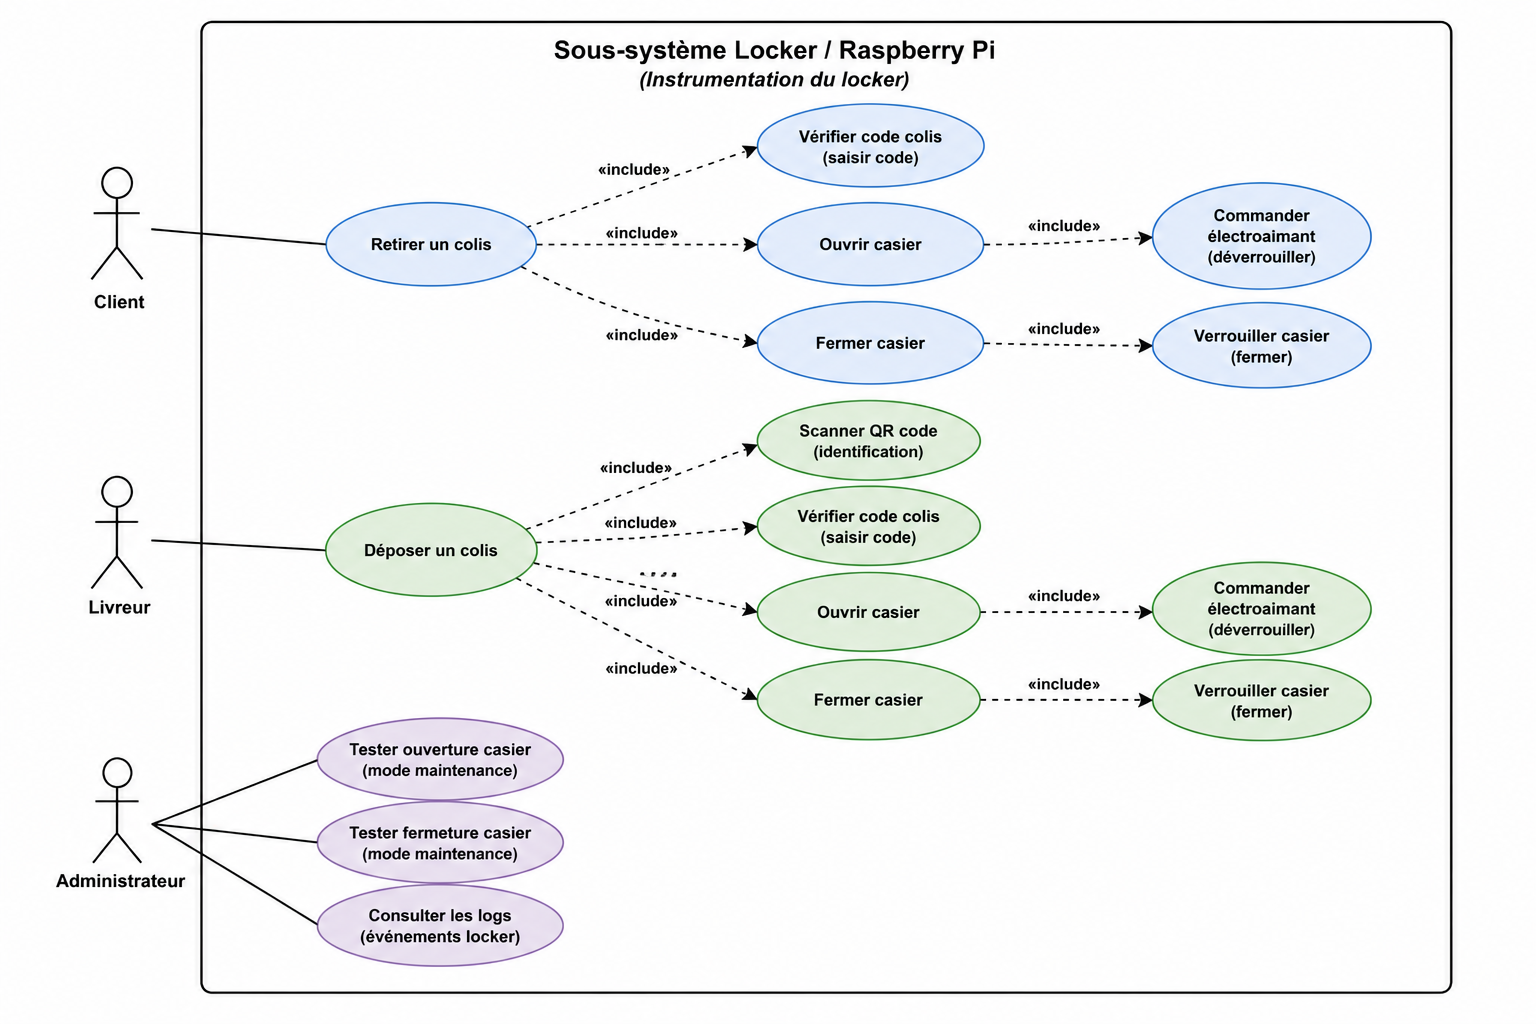 Sous-système Locker / Raspberry Pi
(Instrumentation du locker)
Client
Retirer un colis
«include»
Vérifier code colis
(saisir code)
«include»
Ouvrir casier
«include»
Commander
électroaimant
(déverrouiller)
«include»
Fermer casier
«include»
Verrouiller casier
(fermer)
Livreur
Déposer un colis
«include»
Scanner QR code
(identification)
«include»
Vérifier code colis
(saisir code)
«include»
Ouvrir casier
«include»
Commander
électroaimant
(déverrouiller)
«include»
Fermer casier
«include»
Verrouiller casier
(fermer)
Administrateur
Tester ouverture casier
(mode maintenance)
Tester fermeture casier
(mode maintenance)
Consulter les logs
(événements locker)